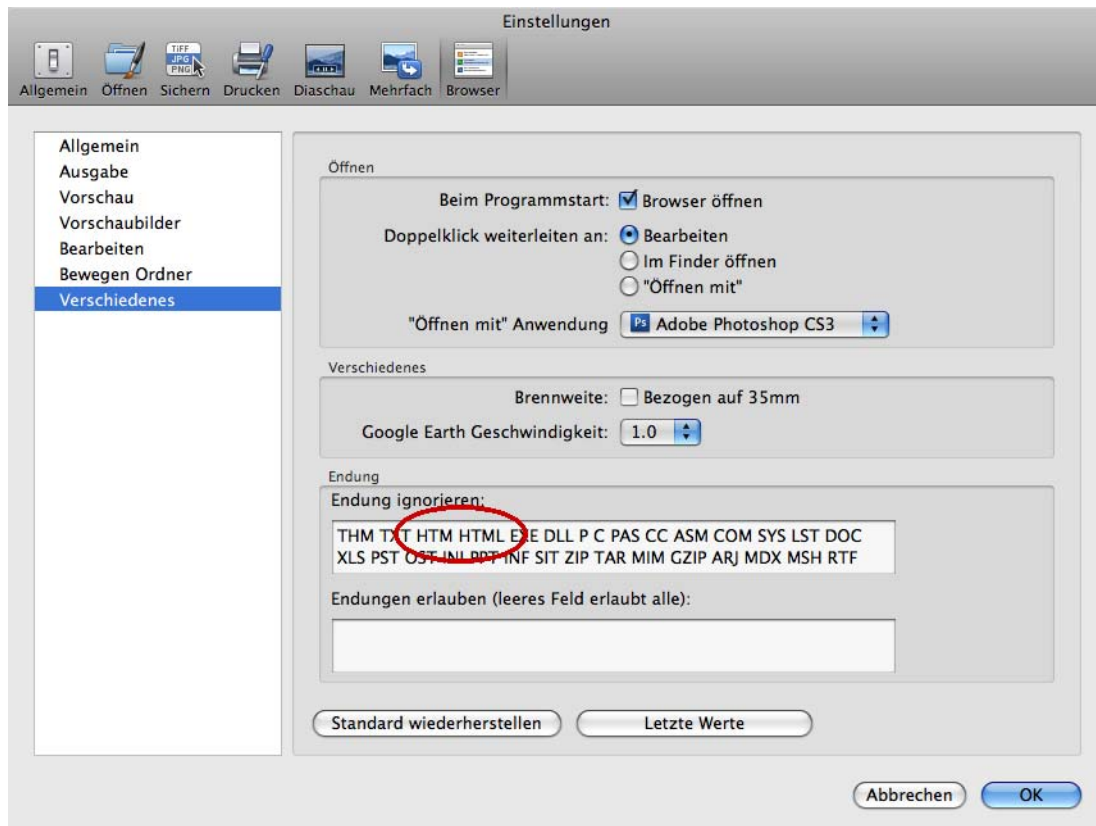 Einstellungen
TIFF
JPG
PNG
Allgemein Öffnen Sichern Drucken Diaschau Mehrfach Browser
Allgemein
Ausgabe
Vorschau
Vorschaubilder
Bearbeiten
Bewegen Ordner
Verschiedenes
Öffnen
Beim Programmstart: Browser öffnen
Doppelklick weiterleiten an: Bearbeiten
Im Finder öffnen
"Öffnen mit"
"Öffnen mit" Anwendung Ps Adobe Photoshop CS3
Verschiedenes
Brennweite: Bezogen auf 35mm
Google Earth Geschwindigkeit: 1.0
Endung
Endung ignorieren:
THM TXT HTM HTML EXE DLL P C PAS CC ASM COM SYS LST DOC
XLS PST OST INI PPT INF SIT ZIP TAR MIM GZIP ARJ MDX MSH RTF
Endungen erlauben (leeres Feld erlaubt alle):
Standard wiederherstellen Letzte Werte
Abbrechen OK